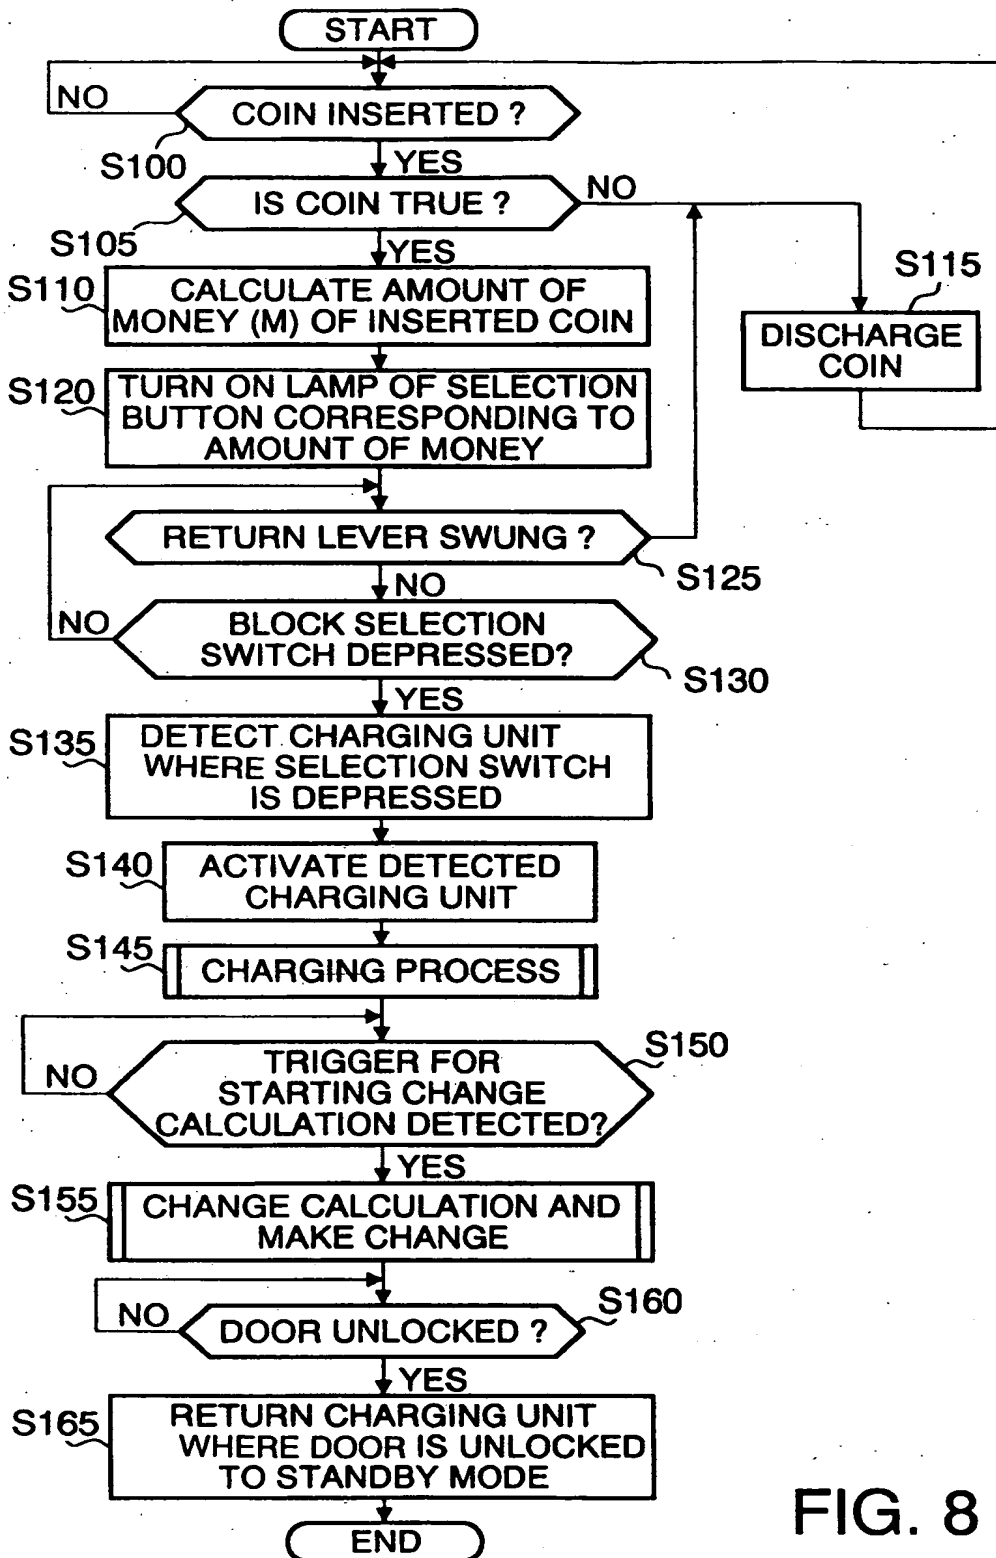 START
NO
COIN INSERTED ?
S100
YES
IS COIN TRUE ?
NO
S105
YES
S110
CALCULATE AMOUNT OF
MONEY (M) OF INSERTED COIN
S115
DISCHARGE
COIN
S120
TURN ON LAMP OF SELECTION
BUTTON CORRESPONDING TO
AMOUNT OF MONEY
RETURN LEVER SWUNG ?
S125
NO
NO
BLOCK SELECTION
SWITCH DEPRESSED?
S130
YES
S135
DETECT CHARGING UNIT
WHERE SELECTION SWITCH
IS DEPRESSED
S140
ACTIVATE DETECTED
CHARGING UNIT
S145
CHARGING PROCESS
S150
NO
TRIGGER FOR
STARTING CHANGE
CALCULATION DETECTED?
YES
S155
CHANGE CALCULATION AND
MAKE CHANGE
NO
S160
DOOR UNLOCKED ?
YES
S165
RETURN CHARGING UNIT
WHERE DOOR IS UNLOCKED
TO STANDBY MODE
END
FIG. 8